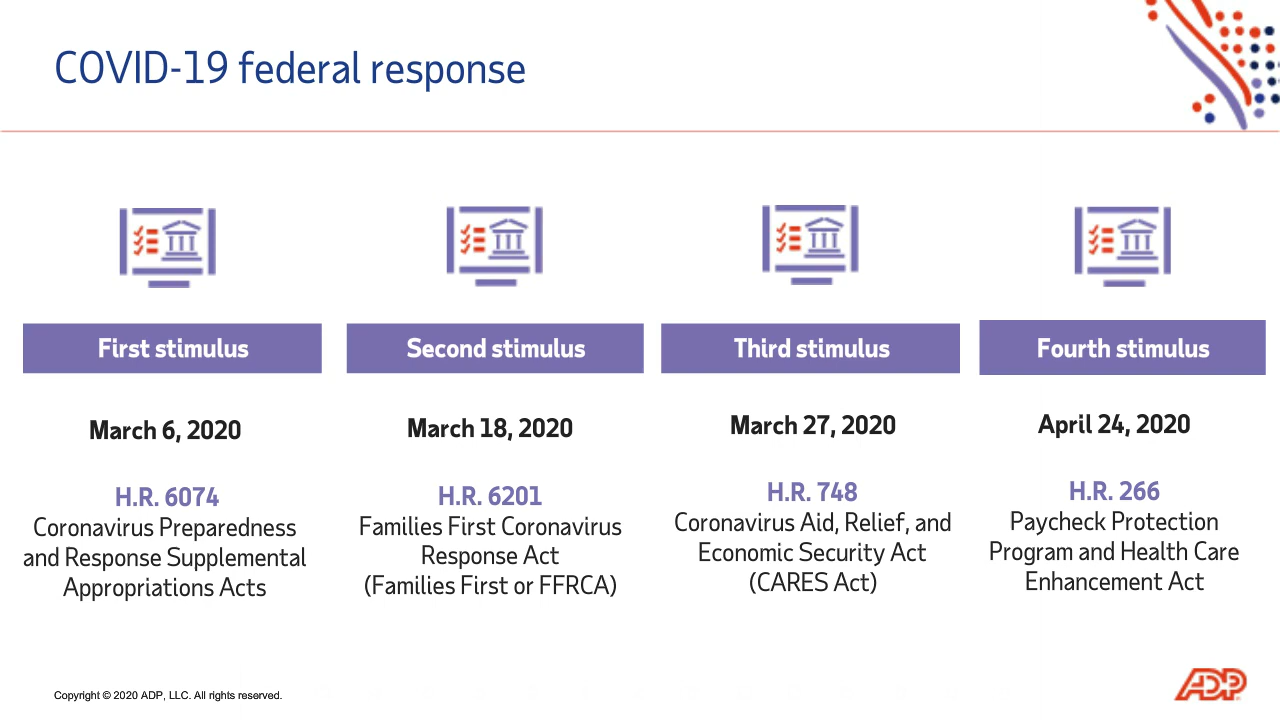 COVID-19 federal response
First stimulus
March 6, 2020
H.R. 6074
Coronavirus Preparedness
and Response Supplemental
Appropriations Acts
Second stimulus
March 18, 2020
H.R. 6201
Families First Coronavirus
Response Act
(Families First or FFRCA)
Third stimulus
March 27, 2020
H.R. 748
Coronavirus Aid, Relief, and
Economic Security Act
(CARES Act)
Fourth stimulus
April 24, 2020
H.R. 266
Paycheck Protection
Program and Health Care
Enhancement Act
Copyright © 2020 ADP, LLC. All rights reserved.
ADP